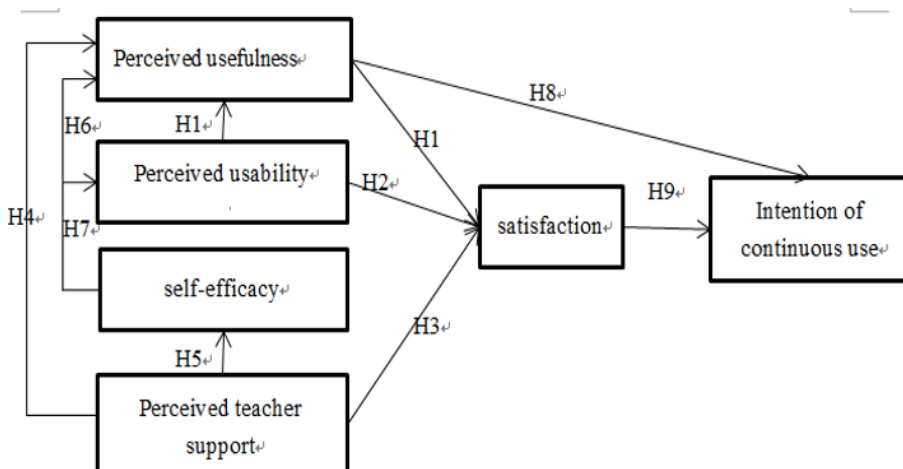 Perceived usefulness
H8
H6
H1
H1
Perceived usability
H2
H9
H4
H7
satisfaction
Intention of
continuous use
self-efficacy
H3
H5
Perceived teacher
support